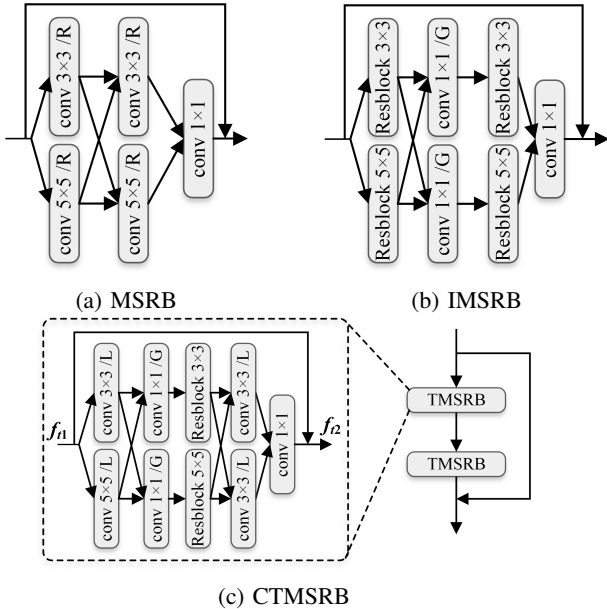 conv 3×3 /R
conv 3×3 /R
conv 5×5 /R
conv 5×5 /R
conv 1×1
(a) MSRB
Resblock 3×3
conv 1×1 /G
Resblock 3×3
Resblock 5×5
conv 1×1 /G
Resblock 5×5
conv 1×1
(b) IMSRB
ft1
conv 3×3 /L
conv 1×1 /G
Resblock 3×3
conv 3×3 /L
conv 5×5 /L
conv 1×1 /G
Resblock 5×5
conv 3×3 /L
conv 1×1
ft2
TMSRB
TMSRB
(c) CTMSRB